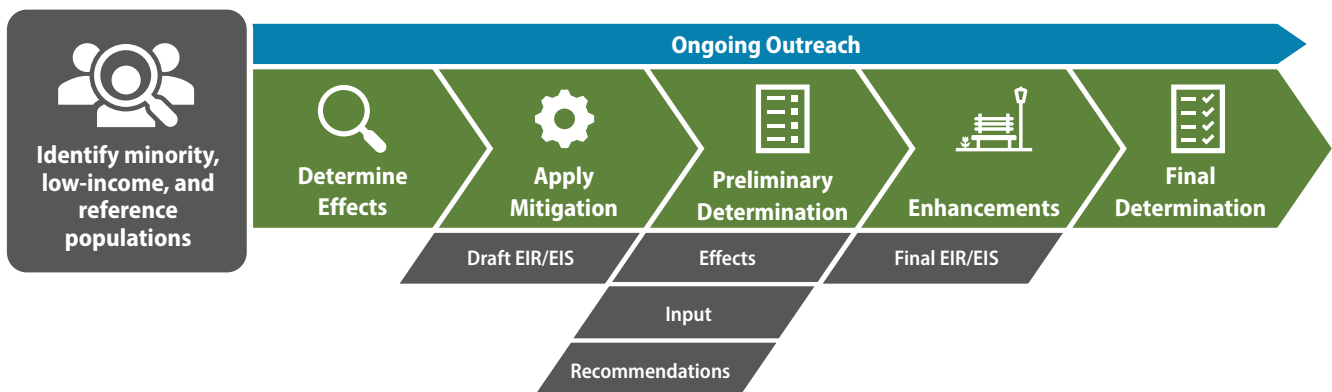 Ongoing Outreach
Identify minority,
low-income, and
reference
populations
Determine
Effects
Apply
Mitigation
Preliminary
Determination
Enhancements
Final
Determination
Draft EIR/EIS
Effects
Final EIR/EIS
Input
Recommendations